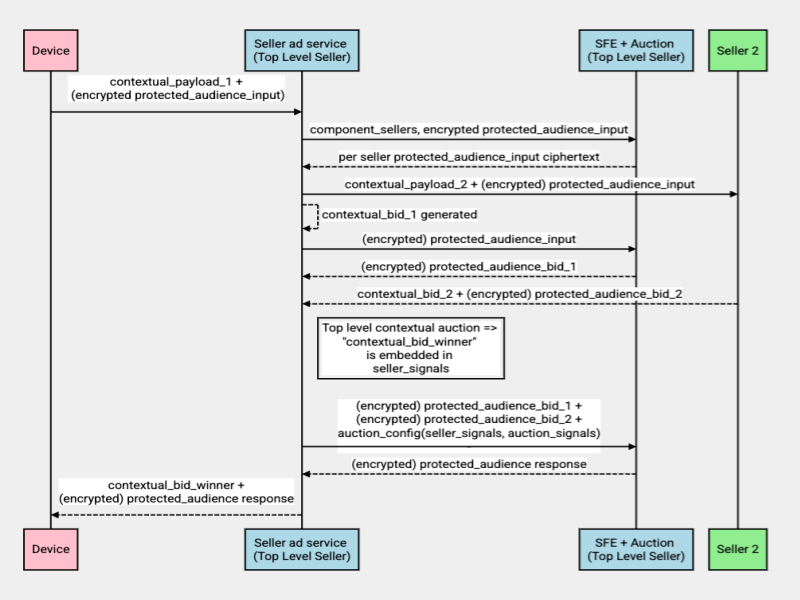 Device
Seller ad service
(Top Level Seller)
SFE + Auction
(Top Level Seller)
Seller 2
contextual_payload_1 +
(encrypted protected_audience_input)
component_sellers, encrypted protected_audience_input
per seller protected_audience_input ciphertext
contextual_payload_2 + (encrypted) protected_audience_input
contextual_bid_1 generated
(encrypted) protected_audience_input
(encrypted) protected_audience_bid_1
contextual_bid_2 + (encrypted) protected_audience_bid_2
Top level contextual auction =>
"contextual_bid_winner"
is embedded in
seller_signals
(encrypted) protected_audience_bid_1 +
(encrypted) protected_audience_bid_2 +
auction_config(seller_signals, auction_signals)
(encrypted) protected_audience response
contextual_bid_winner +
(encrypted) protected_audience response
Device
Seller ad service
(Top Level Seller)
SFE + Auction
(Top Level Seller)
Seller 2